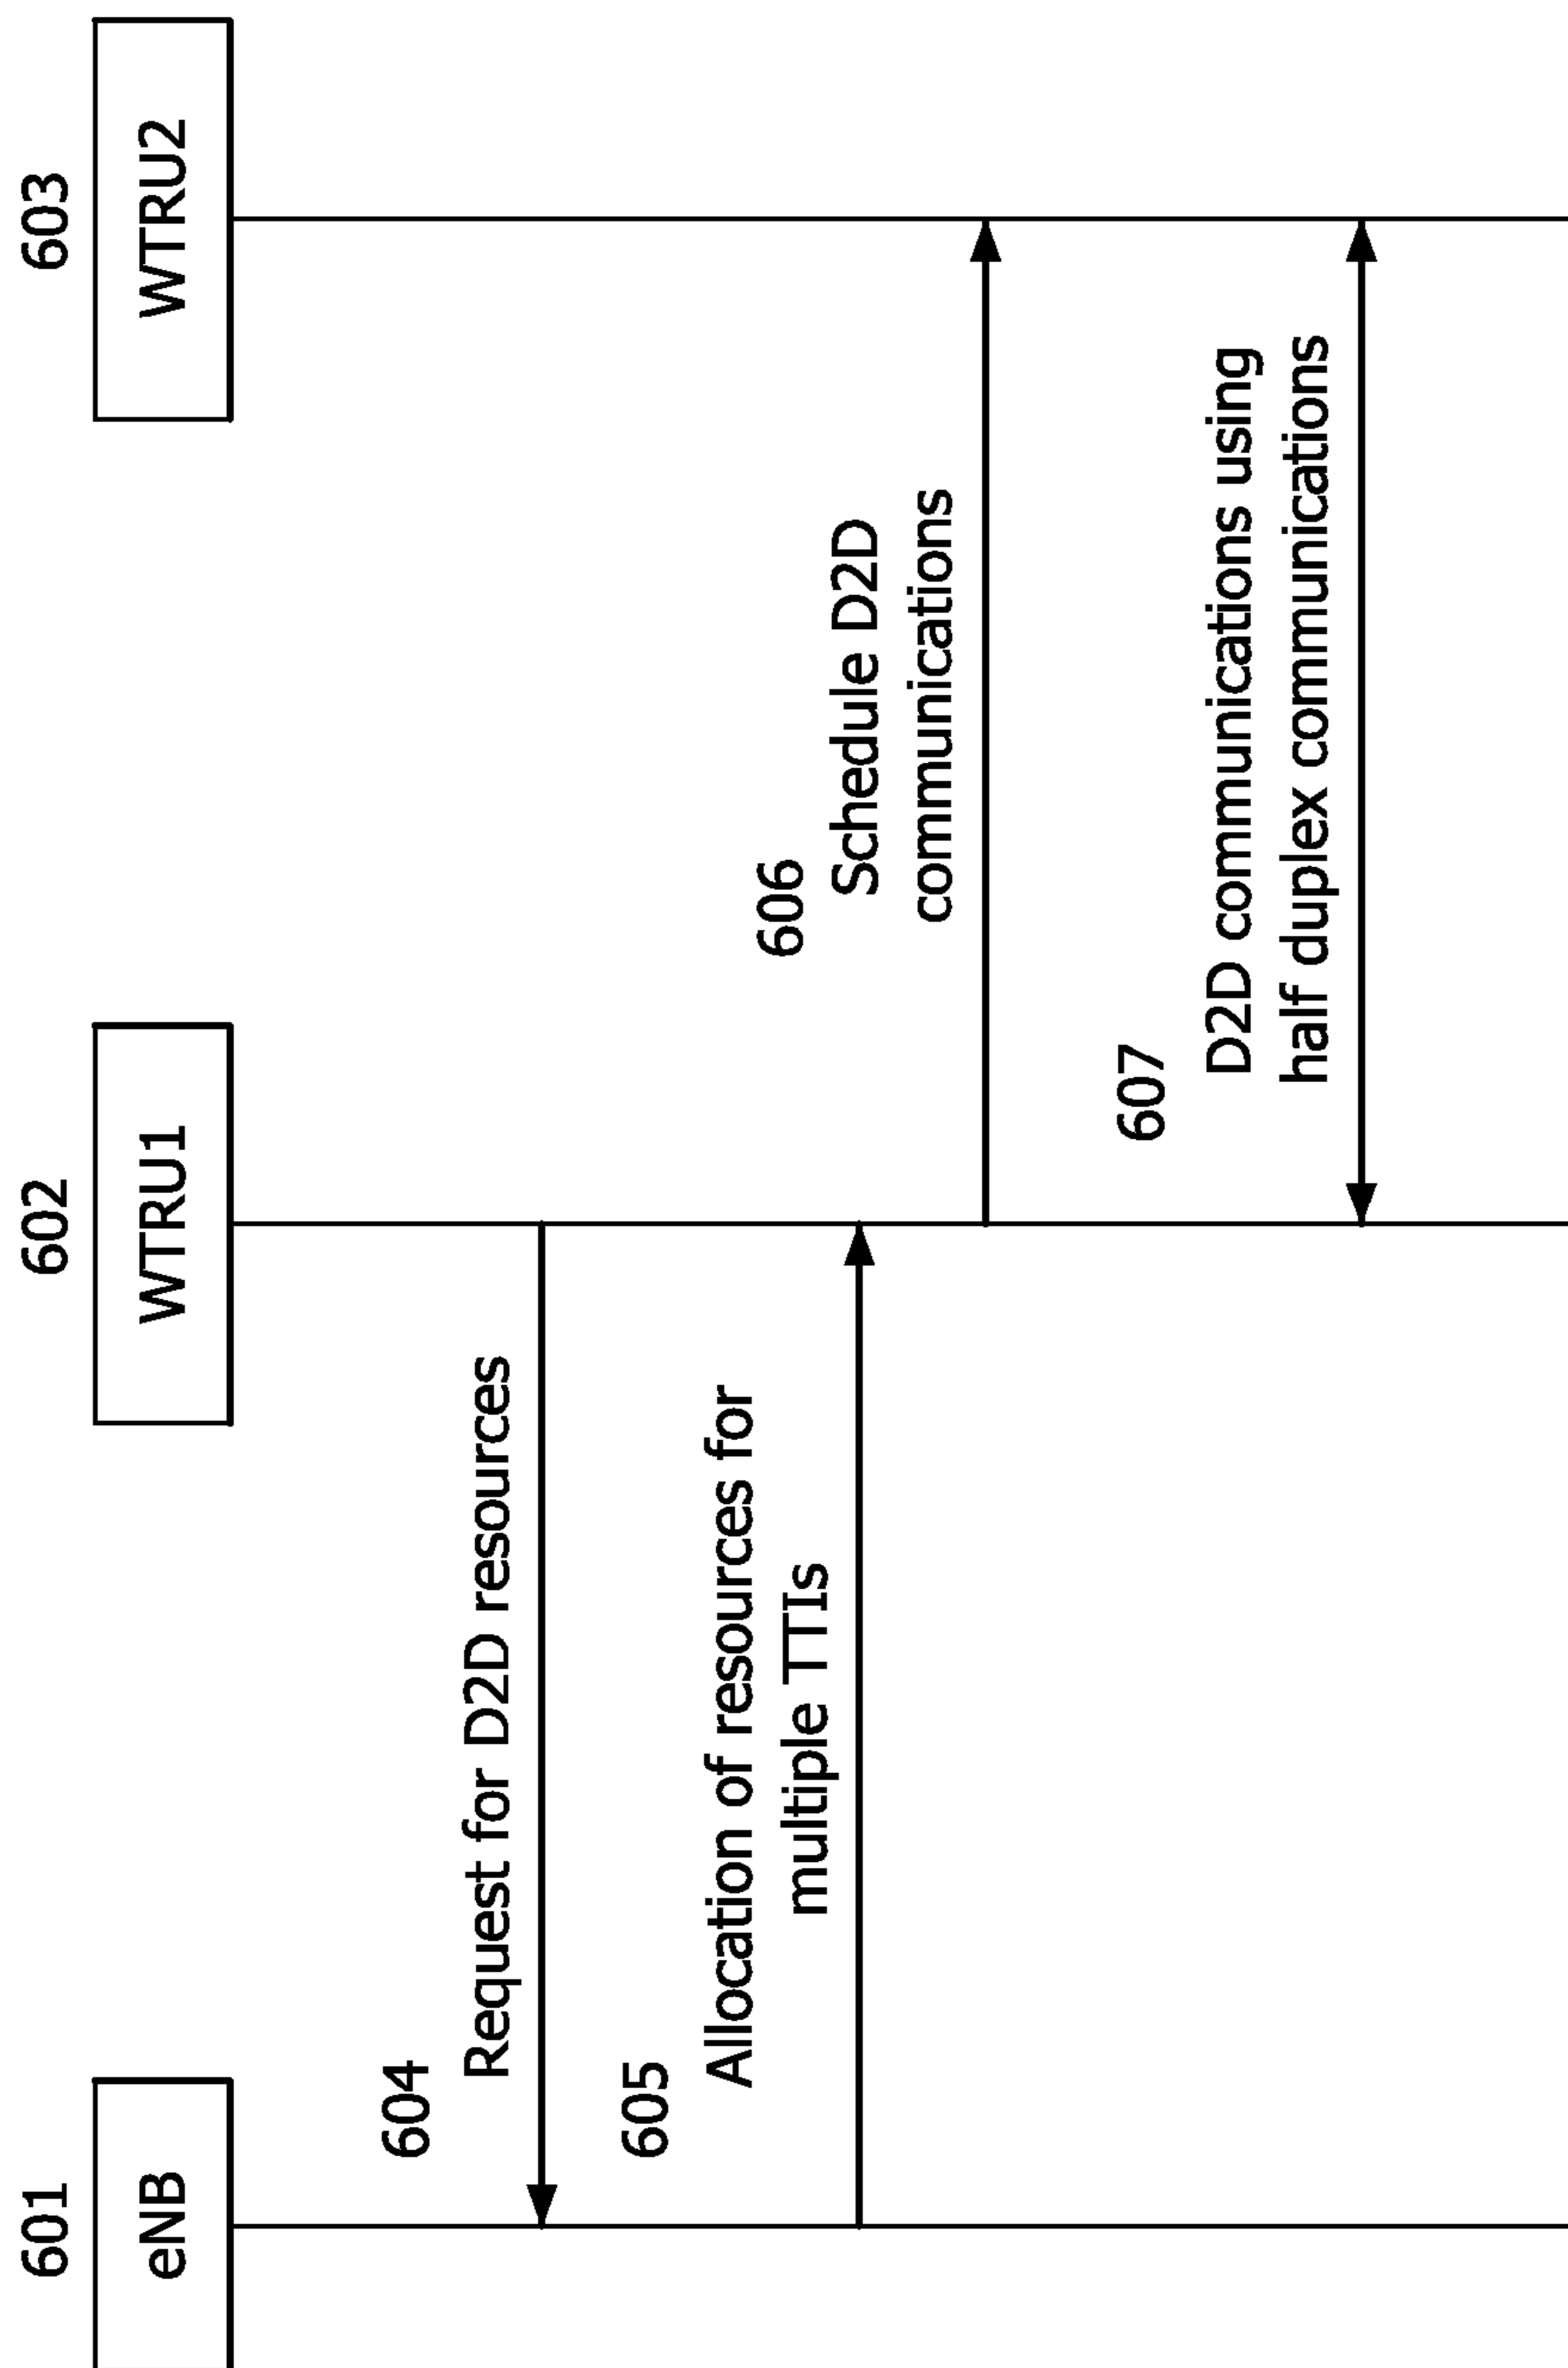 601
602
603
eNB
WTRU1
WTRU2
604
Request for D2D resources
605
Allocation of resources for
multiple TTIs
606
Schedule D2D
communications
607
D2D communications using
half duplex communications